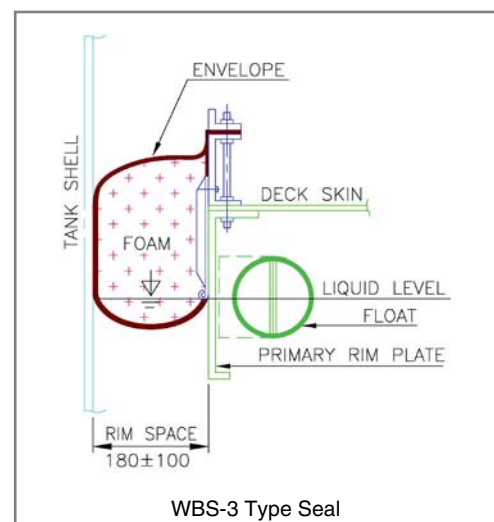 ENVELOPE
TANK SHELL
DECK SKIN
FOAM
LIQUID LEVEL
FLOAT
PRIMARY RIM PLATE
RIM SPACE
180±100
WBS-3 Type Seal